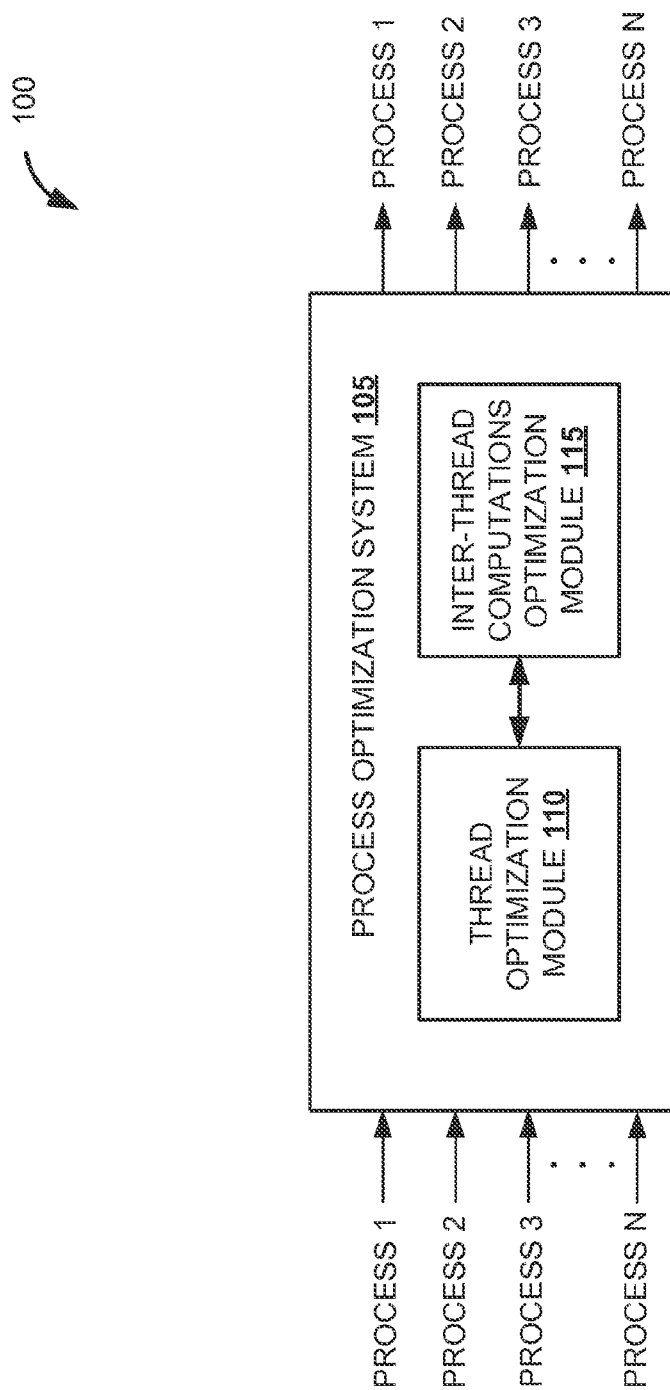 100
PROCESS 1
PROCESS 2
PROCESS 3
. . .
PROCESS N
PROCESS OPTIMIZATION SYSTEM 105
THREAD
OPTIMIZATION
MODULE 110
INTER-THREAD
COMPUTATIONS
OPTIMIZATION
MODULE 115
PROCESS 1
PROCESS 2
PROCESS 3
. . .
PROCESS N